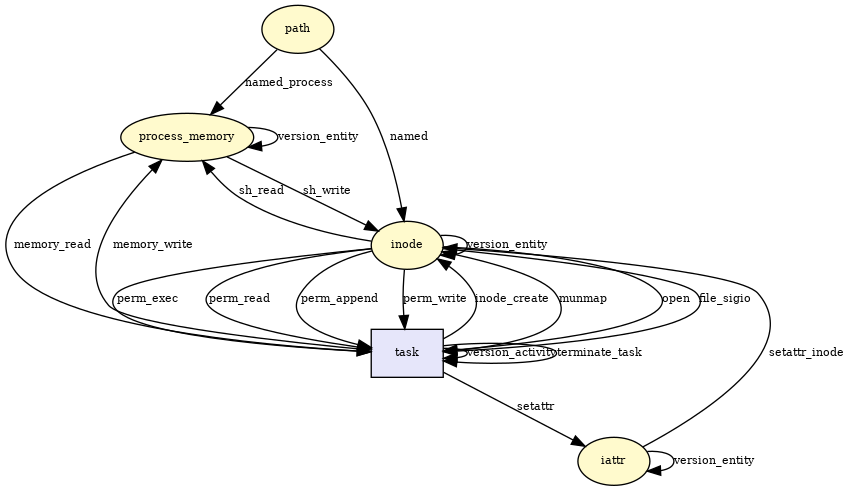 path
named_process
process_memory
version_entity
named
sh_read
sh_write
memory_read
memory_write
inode
version_entity
perm_exec
perm_read
perm_append
perm_write
inode_create
munmap
open
file_sigio
task
version_activity
terminate_task
setattr_inode
setattr
iattr
version_entity